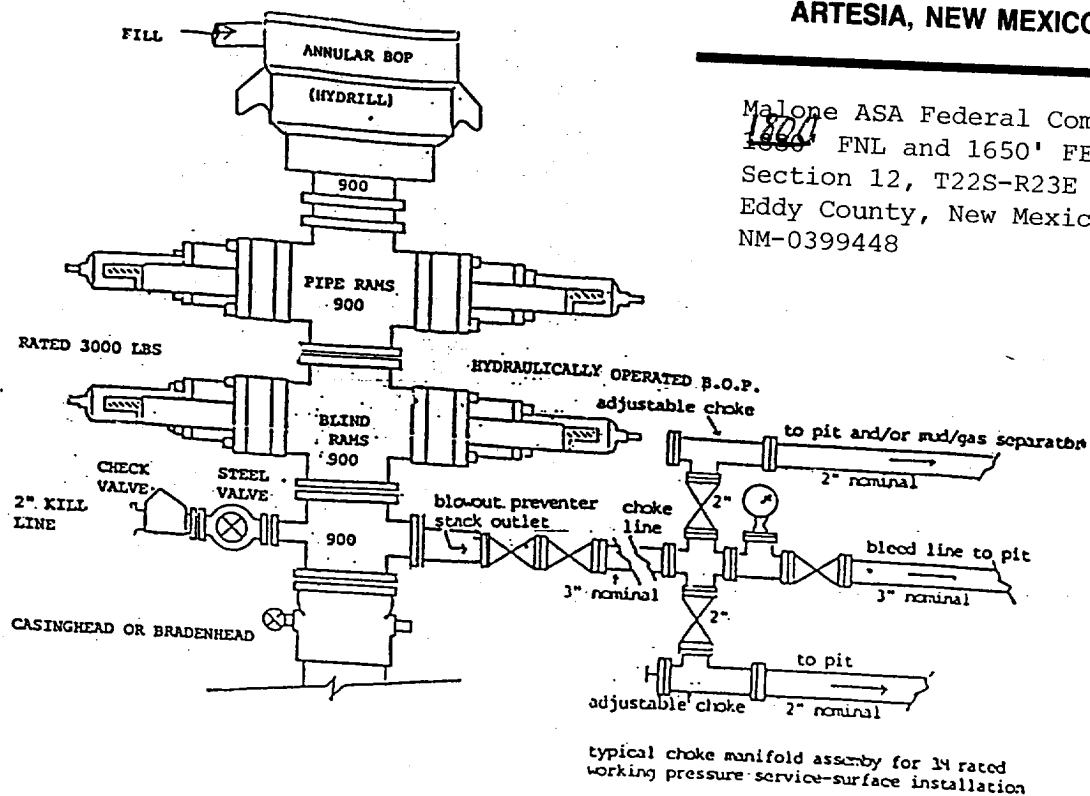 ARTESIA, NEW MEXICO
FILL
ANNULAR BOP
(HYDRILL)
Malone ASA Federal Com
1800'
1880' FNL and 1650' FE
Section 12, T22S-R23E
Eddy County, New Mexic
NM-0399448
900
PIPE RAMS
900
RATED 3000 LBS
HYDRAULICALLY OPERATED B.O.P.
adjustable choke
to pit and/or mud/gas separator
2" nominal
BLIND
RAMS
900
CHECK
VALVE
STEEL
VALVE
2" KILL
LINE
blowout preventer
stack outlet
choke
line
2"
900
bleed line to pit
3" nominal
3" nominal
2"
CASINGHEAD OR BRADENHEAD
to pit
adjustable choke
2" nominal
typical choke manifold assemby for 3M rated
working pressure service-surface installation